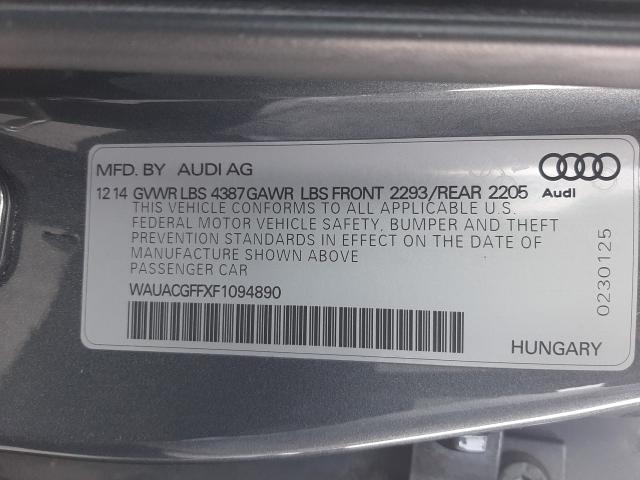 MFD. BY AUDI AG
12 14 GVWR LBS 4387 GAWR LBS FRONT 2293/REAR 2205
Audi
THIS VEHICLE CONFORMS TO ALL APPLICABLE U.S.
FEDERAL MOTOR VEHICLE SAFETY, BUMPER AND THEFT
PREVENTION STANDARDS IN EFFECT ON THE DATE OF
MANUFACTURE SHOWN ABOVE
PASSENGER CAR
WAUACGFFXF1094890
HUNGARY
0230125